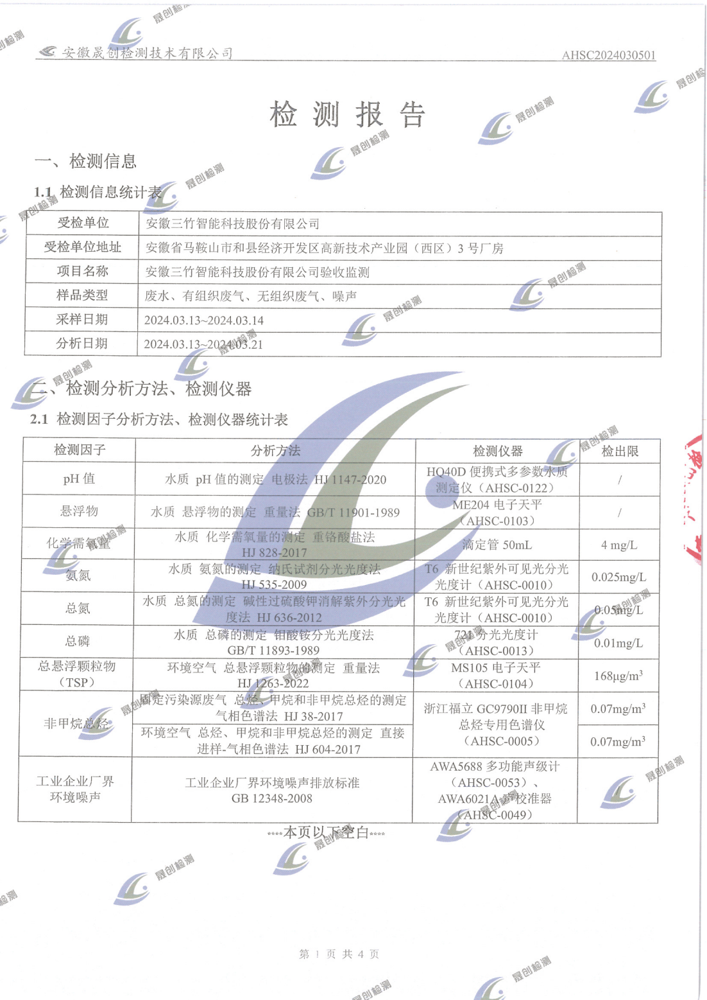 安徽晟创检测技术有限公司 AHSC2024030501
检 测 报 告
一、检测信息
1.1 检测信息统计表
受检单位 安徽三竹智能科技股份有限公司
受检单位地址 安徽省马鞍山市和县经济开发区高新技术产业园（西区）3号厂房
项目名称 安徽三竹智能科技股份有限公司验收监测
样品类型 废水、有组织废气、无组织废气、噪声
采样日期 2024.03.13~2024.03.14
分析日期 2024.03.13~2024.03.21
二、检测分析方法、检测仪器
2.1 检测因子分析方法、检测仪器统计表
检测因子 分析方法 检测仪器 检出限
pH 值 水质 pH 值的测定 电极法 HJ 1147-2020 HQ40D 便携式多参数水质
测定仪（AHSC-0122） /
悬浮物 水质 悬浮物的测定 重量法 GB/T 11901-1989 ME204 电子天平
（AHSC-0103） /
化学需氧量 水质 化学需氧量的测定 重铬酸盐法
HJ 828-2017 滴定管 50mL 4 mg/L
氨氮 水质 氨氮的测定 纳氏试剂分光光度法
HJ 535-2009 T6 新世纪紫外可见光分光
光度计（AHSC-0010） 0.025mg/L
总氮 水质 总氮的测定 碱性过硫酸钾消解紫外分光光
度法 HJ 636-2012 T6 新世纪紫外可见光分光
光度计（AHSC-0010） 0.05mg/L
总磷 水质 总磷的测定 钼酸铵分光光度法
GB/T 11893-1989 721 分光光度计
（AHSC-0013） 0.01mg/L
总悬浮颗粒物
（TSP） 环境空气 总悬浮颗粒物的测定 重量法
HJ 1263-2022 MS105 电子天平
（AHSC-0104） 168μg/m³
非甲烷总烃 固定污染源废气 总烃、甲烷和非甲烷总烃的测定
气相色谱法 HJ 38-2017 浙江福立 GC9790II 非甲烷
总烃专用色谱仪
（AHSC-0005） 0.07mg/m³
环境空气 总烃、甲烷和非甲烷总烃的测定 直接
进样-气相色谱法 HJ 604-2017 0.07mg/m³
工业企业厂界
环境噪声 工业企业厂界环境噪声排放标准
GB 12348-2008 AWA5688 多功能声级计
（AHSC-0053）、
AWA6021A 声校准器
（AHSC-0049）
****本页以下空白****
第 1 页 共 4 页
晟创检测